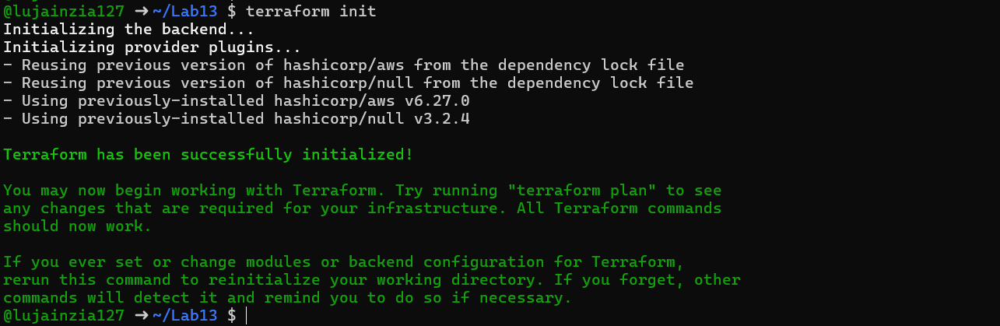 @lujainzia127 ➜ ~/Lab13 $ terraform init
Initializing the backend...
Initializing provider plugins...
- Reusing previous version of hashicorp/aws from the dependency lock file
- Reusing previous version of hashicorp/null from the dependency lock file
- Using previously-installed hashicorp/aws v6.27.0
- Using previously-installed hashicorp/null v3.2.4
Terraform has been successfully initialized!
You may now begin working with Terraform. Try running "terraform plan" to see
any changes that are required for your infrastructure. All Terraform commands
should now work.
If you ever set or change modules or backend configuration for Terraform,
rerun this command to reinitialize your working directory. If you forget, other
commands will detect it and remind you to do so if necessary.
@lujainzia127 ➜ ~/Lab13 $